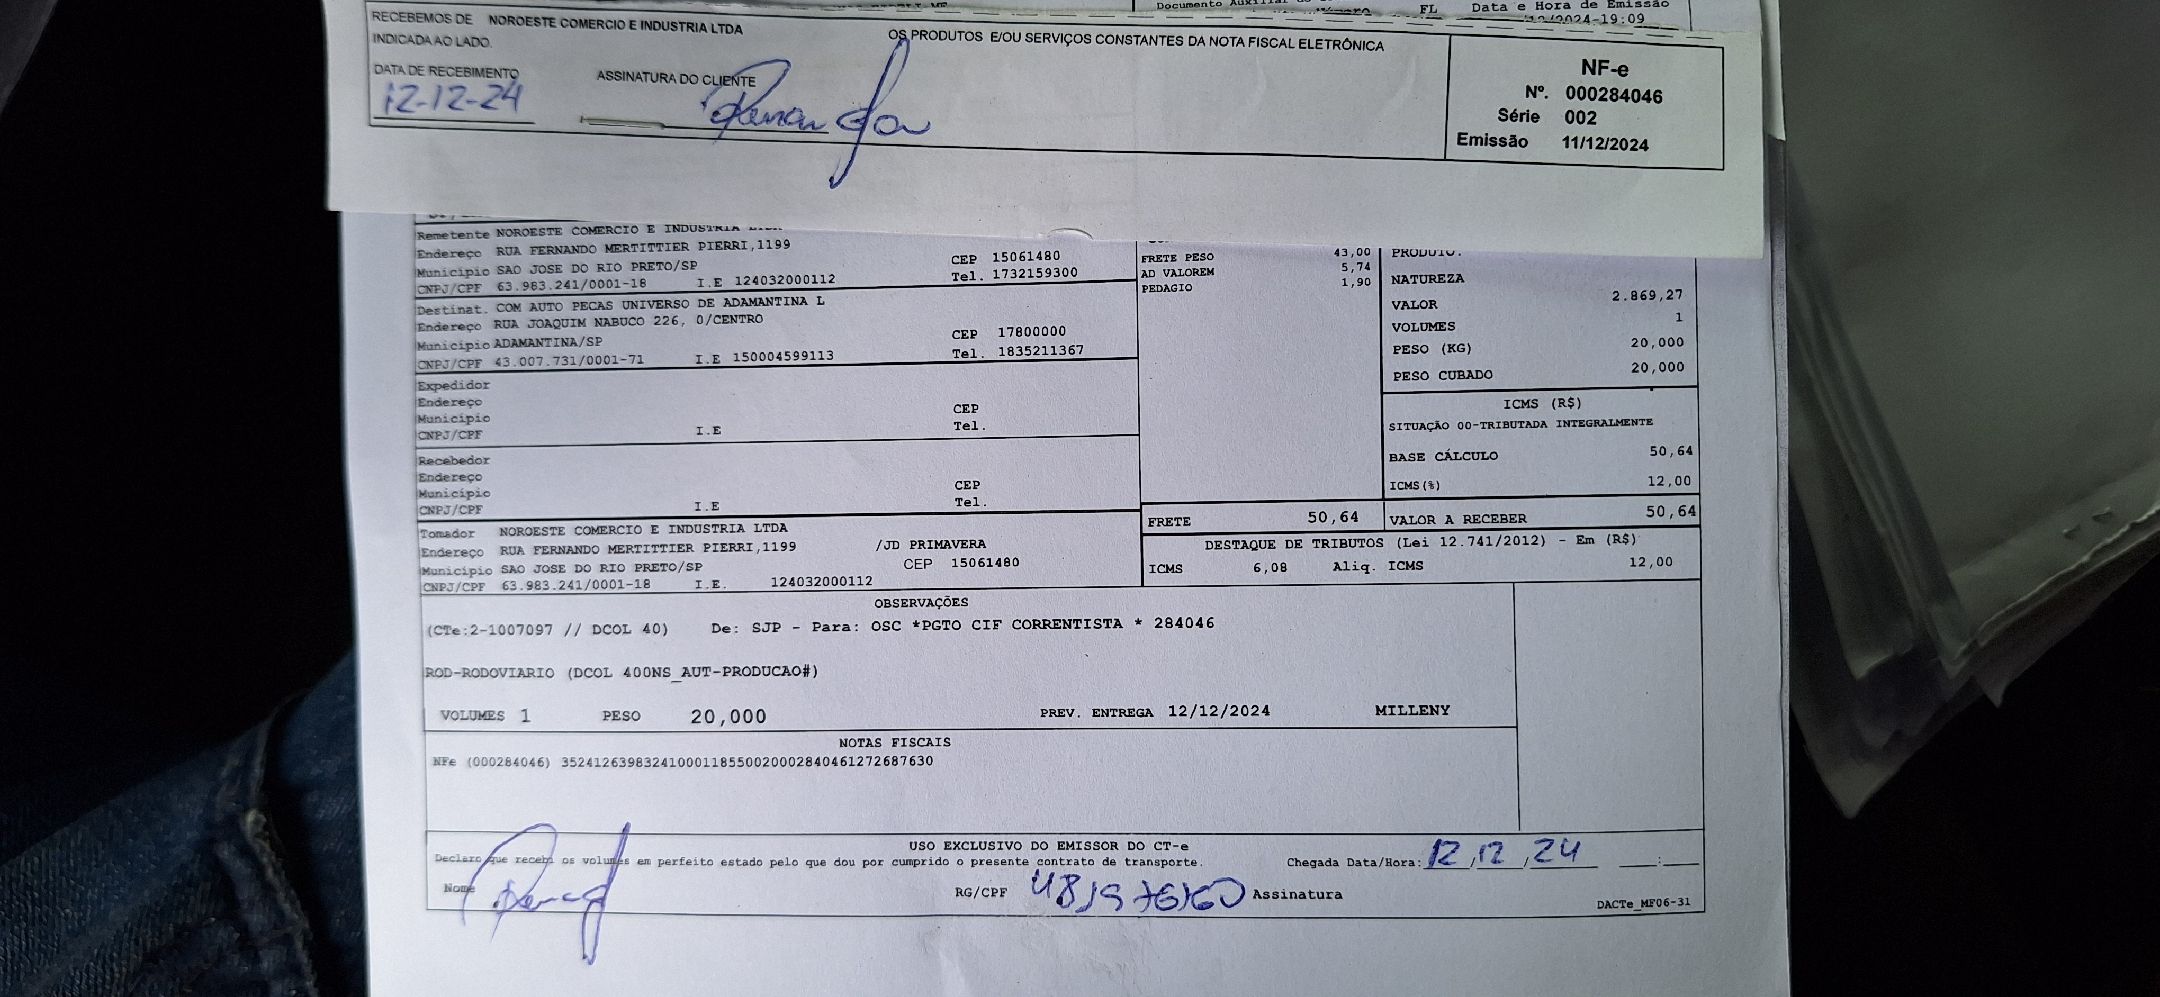 Documento Auxiliar
FL Data e Hora de Emissão
/12/2024-19:09
RECEBEMOS DE NOROESTE COMERCIO E INDUSTRIA LTDA OS PRODUTOS E/OU SERVIÇOS CONSTANTES DA NOTA FISCAL ELETRÔNICA
INDICADA AO LADO.
DATA DE RECEBIMENTO ASSINATURA DO CLIENTE
12-12-24
NF-e
Nº. 000284046
Série 002
Emissão 11/12/2024
Remetente NOROESTE COMERCIO E INDUSTRIA LTDA
Endereço RUA FERNANDO MERTITTIER PIERRI,1199
Município SAO JOSE DO RIO PRETO/SP CEP 15061480
CNPJ/CPF 63.983.241/0001-18 I.E 124032000112 Tel. 1732159300
Destinat. COM AUTO PECAS UNIVERSO DE ADAMANTINA L
Endereço RUA JOAQUIM NABUCO 226, 0/CENTRO
Município ADAMANTINA/SP CEP 17800000
CNPJ/CPF 43.007.731/0001-71 I.E 150004599113 Tel. 1835211367
Expedidor
Endereço
Município CEP
CNPJ/CPF I.E Tel.
Recebedor
Endereço
Município CEP
CNPJ/CPF I.E Tel.
Tomador NOROESTE COMERCIO E INDUSTRIA LTDA
Endereço RUA FERNANDO MERTITTIER PIERRI,1199 /JD PRIMAVERA
Município SAO JOSE DO RIO PRETO/SP CEP 15061480
CNPJ/CPF 63.983.241/0001-18 I.E. 124032000112
FRETE PESO 43,00
AD VALOREM 5,74
PEDAGIO 1,90
FRETE 50,64
PRODUTO.
NATUREZA
VALOR 2.869,27
VOLUMES 1
PESO (KG) 20,000
PESO CUBADO 20,000
ICMS (R$)
SITUAÇÃO 00-TRIBUTADA INTEGRALMENTE
BASE CÁLCULO 50,64
ICMS(%) 12,00
VALOR A RECEBER 50,64
DESTAQUE DE TRIBUTOS (Lei 12.741/2012) - Em (R$)
ICMS 6,08 Aliq. ICMS 12,00
OBSERVAÇÕES
(CTe:2-1007097 // DCOL 40) De: SJP - Para: OSC *PGTO CIF CORRENTISTA * 284046
ROD-RODOVIARIO (DCOL 400NS_AUT-PRODUCAO#)
VOLUMES 1 PESO 20,000 PREV. ENTREGA 12/12/2024 MILLENY
NOTAS FISCAIS
NFe (000284046) 35241263983241000118550020002840461272687630
USO EXCLUSIVO DO EMISSOR DO CT-e
Declaro que recebi os volumes em perfeito estado pelo que dou por cumprido o presente contrato de transporte. Chegada Data/Hora: 12,12,24 __:__
Nome RG/CPF Assinatura
DACTe_MF06-31